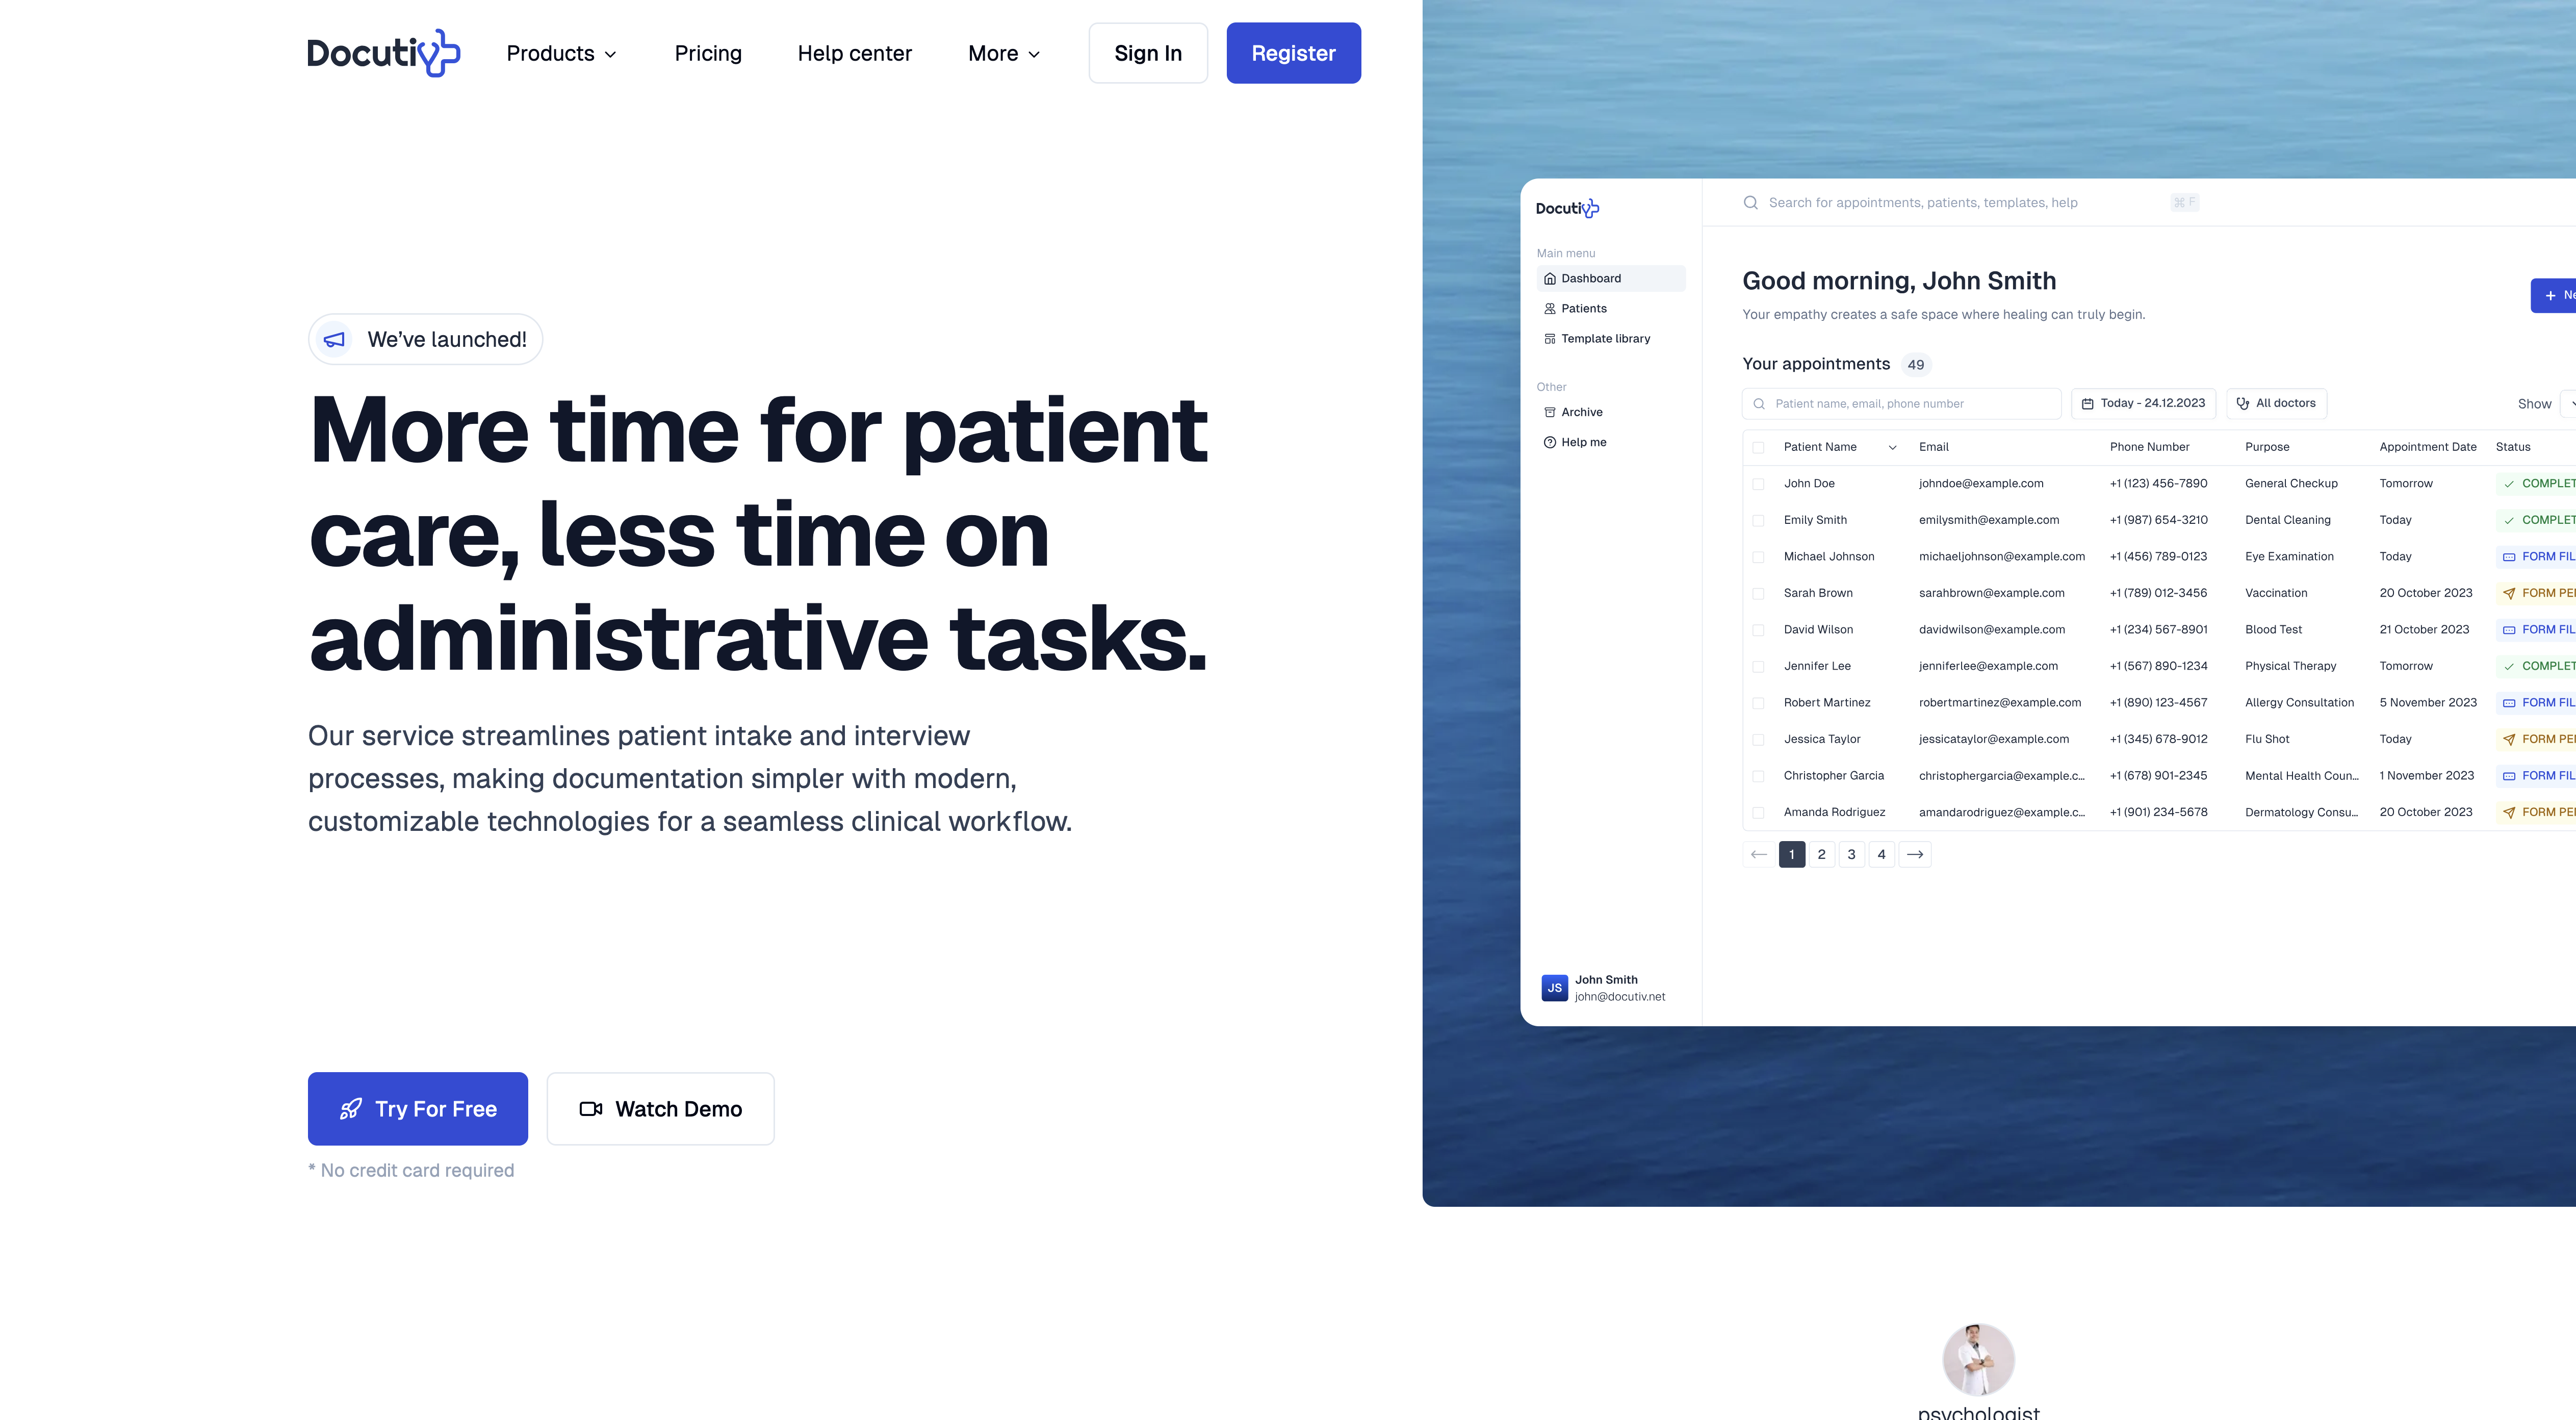 Docutiv
Products
Pricing
Help center
More
Sign In
Register
We’ve launched!
More time for patient
care, less time on
administrative tasks.
Our service streamlines patient intake and interview
processes, making documentation simpler with modern,
customizable technologies for a seamless clinical workflow.
Try For Free
Watch Demo
* No credit card required
Docutiv
Main menu
Dashboard
Patients
Template library
Other
Archive
Help me
JS
John Smith
john@docutiv.net
Search for appointments, patients, templates, help
⌘ F
Good morning, John Smith
Your empathy creates a safe space where healing can truly begin.
Your appointments 49
Patient name, email, phone number
Today - 24.12.2023
All doctors
Show
Patient Name Email Phone Number Purpose Appointment Date Status
John Doe johndoe@example.com +1 (123) 456-7890 General Checkup Tomorrow COMPLET
Emily Smith emilysmith@example.com +1 (987) 654-3210 Dental Cleaning Today COMPLET
Michael Johnson michaeljohnson@example.com +1 (456) 789-0123 Eye Examination Today FORM FIL
Sarah Brown sarahbrown@example.com +1 (789) 012-3456 Vaccination 20 October 2023 FORM PE
David Wilson davidwilson@example.com +1 (234) 567-8901 Blood Test 21 October 2023 FORM FIL
Jennifer Lee jenniferlee@example.com +1 (567) 890-1234 Physical Therapy Tomorrow COMPLET
Robert Martinez robertmartinez@example.com +1 (890) 123-4567 Allergy Consultation 5 November 2023 FORM FIL
Jessica Taylor jessicataylor@example.com +1 (345) 678-9012 Flu Shot Today FORM PE
Christopher Garcia christophergarcia@example.c... +1 (678) 901-2345 Mental Health Coun... 1 November 2023 FORM FIL
Amanda Rodriguez amandarodriguez@example.c... +1 (901) 234-5678 Dermatology Consu... 20 October 2023 FORM PE
1 2 3 4
psychologist